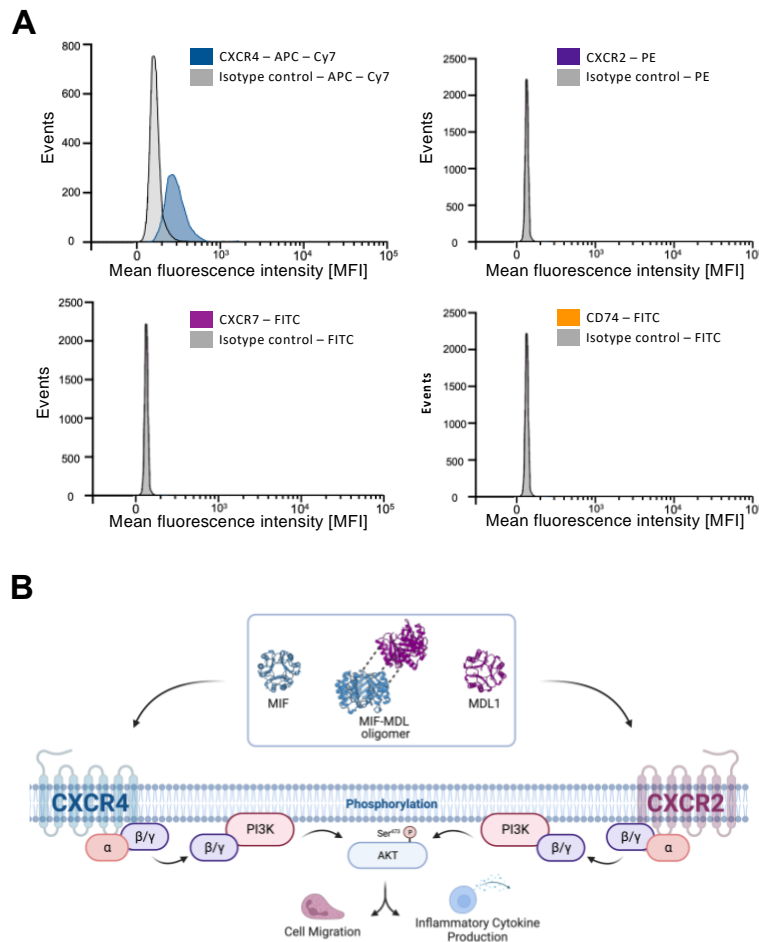 A
CXCR4 – APC – Cy7
Isotype control – APC – Cy7
Events
800
600
400
200
0
0 10³ 10⁴ 10⁵
Mean fluorescence intensity [MFI]
CXCR2 – PE
Isotype control – PE
Events
2500
2000
1500
1000
500
0
0 10³ 10⁴
Mean fluorescence intensity [MFI]
CXCR7 – FITC
Isotype control – FITC
Events
2500
2000
1500
1000
500
0
0 10³ 10⁴ 10⁵
Mean fluorescence intensity [MFI]
CD74 – FITC
Isotype control – FITC
Events
2500
2000
1500
1000
500
0
0 10³ 10⁴
Mean fluorescence intensity [MFI]
B
MIF
MIF-MDL
oligomer
MDL1
CXCR4
Phosphorylation
CXCR2
α
β/γ
β/γ
PI3K
Ser⁴⁷³
P
AKT
PI3K
β/γ
β/γ
α
Cell Migration
Inflammatory Cytokine
Production